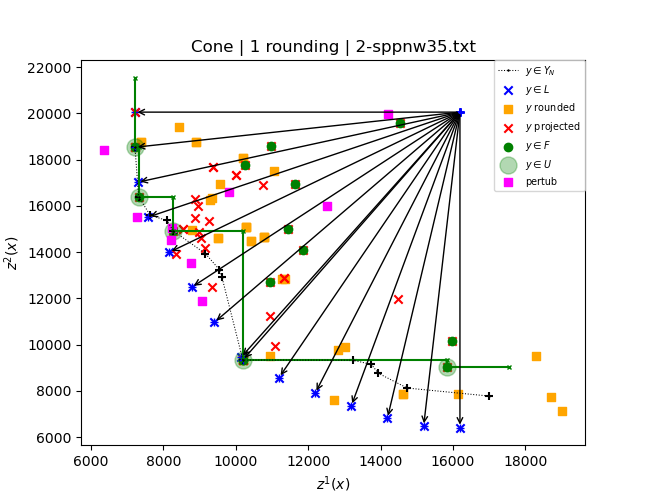 Cone | 1 rounding | 2-sppnw35.txt
22000
20000
18000
16000
14000
12000
10000
8000
6000
z²(x)
6000 8000 10000 12000 14000 16000 18000
z¹(x)
y ∈ Y_N
y ∈ L
y rounded
y projected
y ∈ F
y ∈ U
pertub